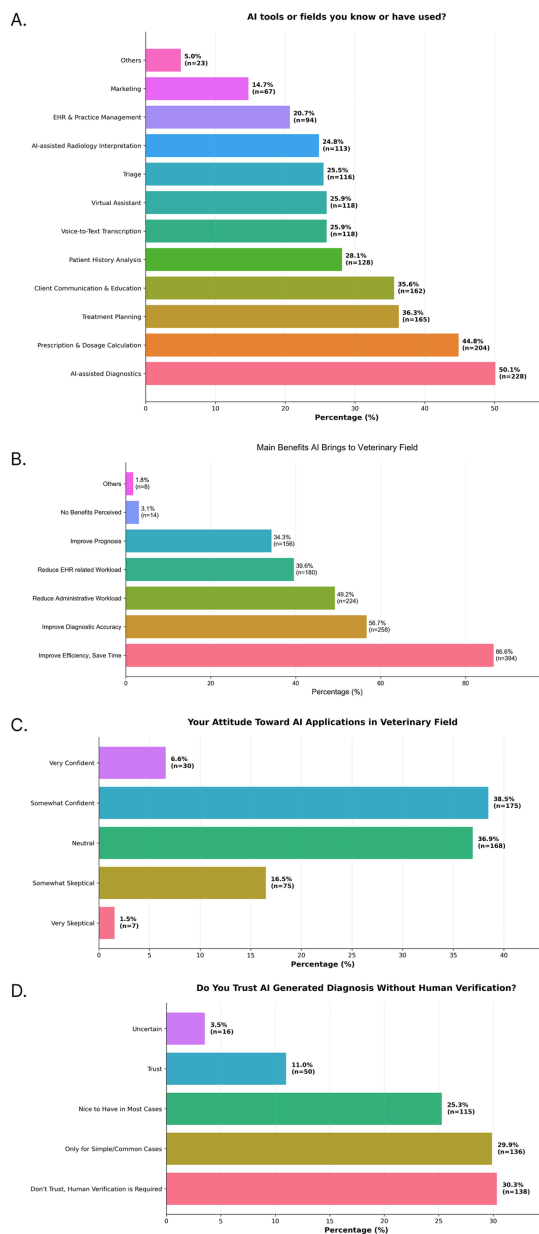 A.
AI tools or fields you know or have used?
Others
5.0%
(n=23)
Marketing
14.7%
(n=67)
EHR & Practice Management
20.7%
(n=94)
AI-assisted Radiology Interpretation
24.8%
(n=113)
Triage
25.5%
(n=116)
Virtual Assistant
25.9%
(n=118)
Voice-to-Text Transcription
25.9%
(n=118)
Patient History Analysis
28.1%
(n=128)
Client Communication & Education
35.6%
(n=162)
Treatment Planning
36.3%
(n=165)
Prescription & Dosage Calculation
44.8%
(n=204)
AI-assisted Diagnostics
50.1%
(n=228)
0 10 20 30 40 50
Percentage (%)
B.
Main Benefits AI Brings to Veterinary Field
Others
1.8%
(n=8)
No Benefits Perceived
3.1%
(n=14)
Improve Prognosis
34.3%
(n=156)
Reduce EHR related Workload
39.6%
(n=180)
Reduce Administrative Workload
49.2%
(n=224)
Improve Diagnostic Accuracy
56.7%
(n=258)
Improve Efficiency, Save Time
86.6%
(n=394)
0 20 40 60 80
Percentage (%)
C.
Your Attitude Toward AI Applications in Veterinary Field
Very Confident
6.6%
(n=30)
Somewhat Confident
38.5%
(n=175)
Neutral
36.9%
(n=168)
Somewhat Skeptical
16.5%
(n=75)
Very Skeptical
1.5%
(n=7)
0 5 10 15 20 25 30 35 40
Percentage (%)
D.
Do You Trust AI Generated Diagnosis Without Human Verification?
Uncertain
3.5%
(n=16)
Trust
11.0%
(n=50)
Nice to Have in Most Cases
25.3%
(n=115)
Only for Simple/Common Cases
29.9%
(n=136)
Don't Trust, Human Verification is Required
30.3%
(n=138)
0 5 10 15 20 25 30
Percentage (%)